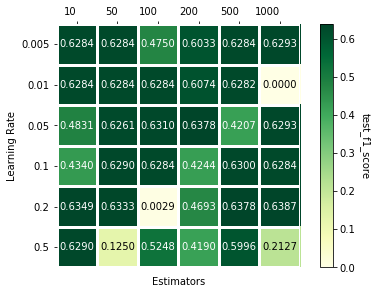 10 50 100 200 500 1000
0.005 0.6284 0.6284 0.4750 0.6033 0.6284 0.6293
0.01 0.6284 0.6284 0.6284 0.6074 0.6282 0.0000
0.05 0.4831 0.6261 0.6310 0.6378 0.4207 0.6293
0.1 0.4340 0.6290 0.6284 0.4244 0.6300 0.6284
0.2 0.6349 0.6333 0.0029 0.4693 0.6378 0.6387
0.5 0.6290 0.1250 0.5248 0.4190 0.5996 0.2127
Learning Rate
Estimators
0.6
0.5
0.4
0.3
0.2
0.1
0.0
test_f1_score